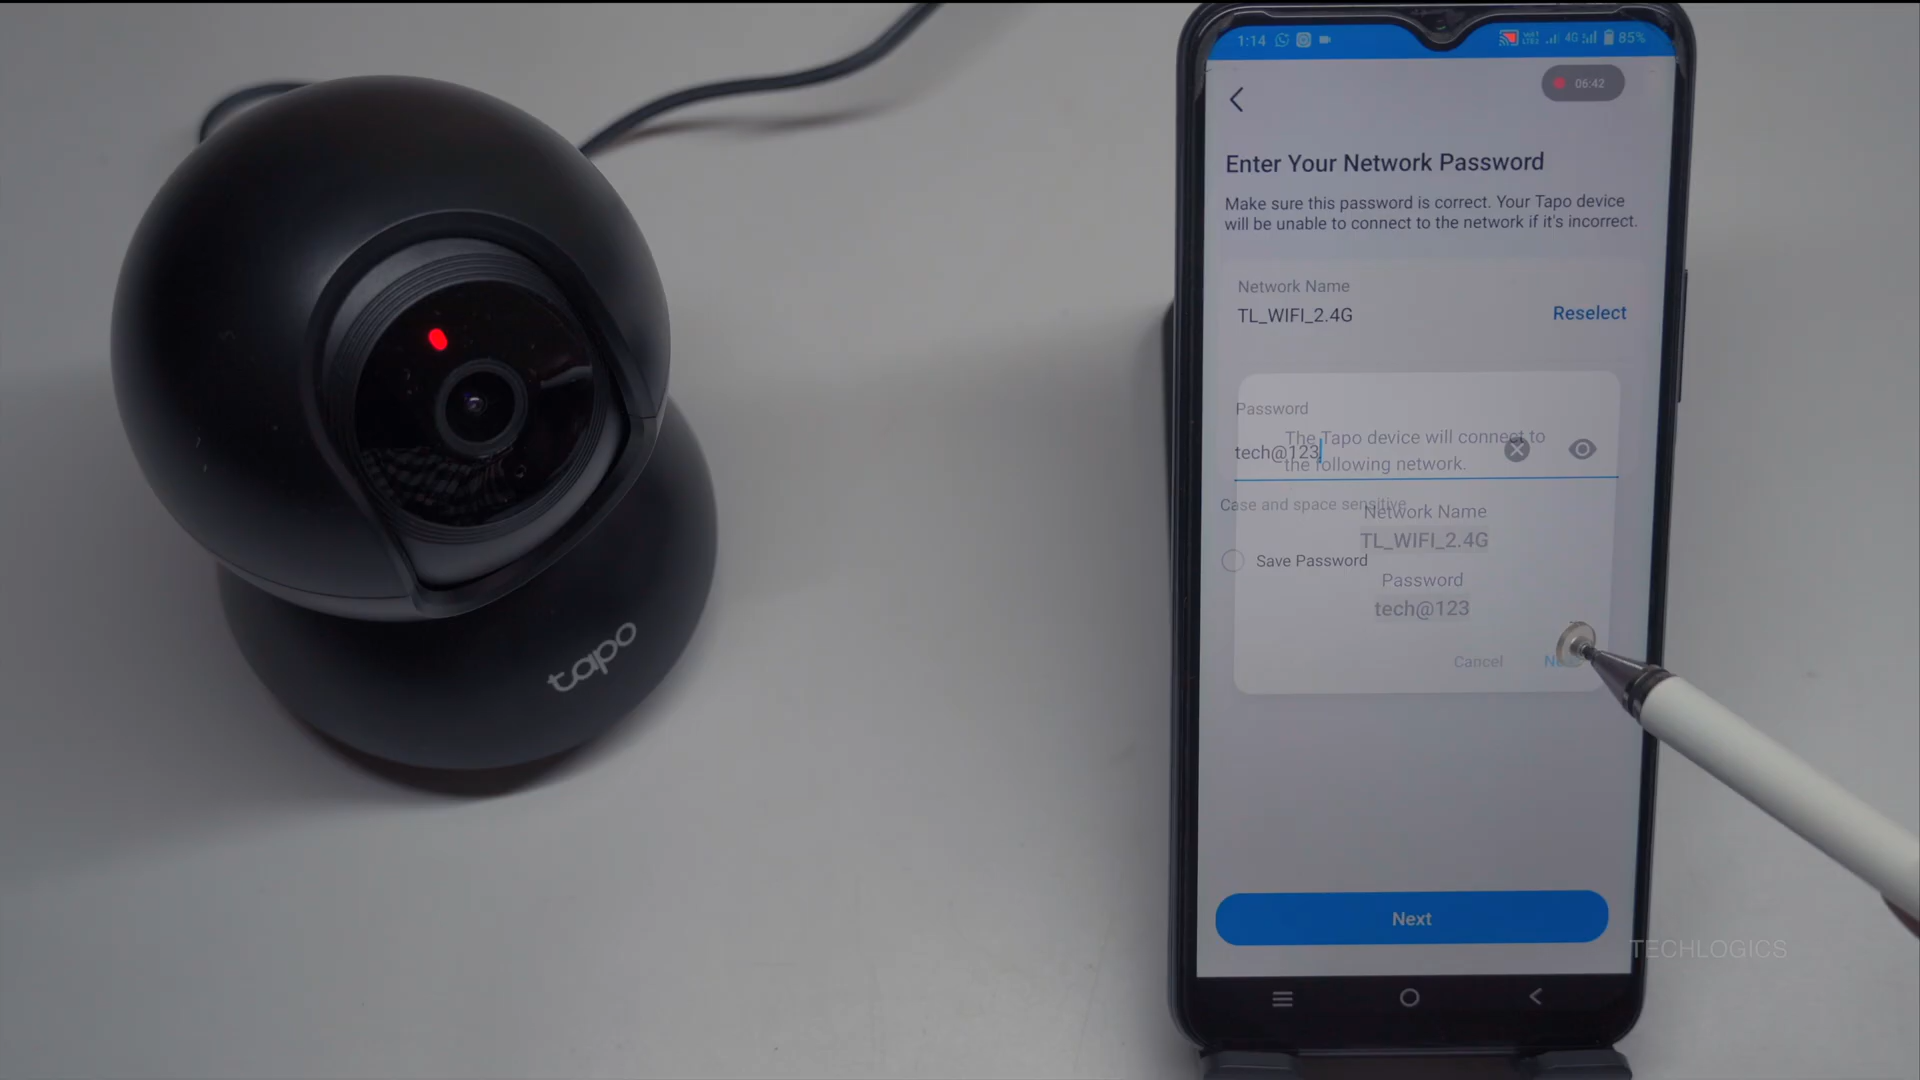 1:14
4G
85%
06:42
Enter Your Network Password
Make sure this password is correct. Your Tapo device
will be unable to connect to the network if it's incorrect.
Network Name
TL_WIFI_2.4G
Reselect
Password
tech@123
Case and space sensitive
Save Password
The Tapo device will connect to
the following network.
Network Name
TL_WIFI_2.4G
Password
tech@123
Cancel
Next
tapo
TECHLOGICS